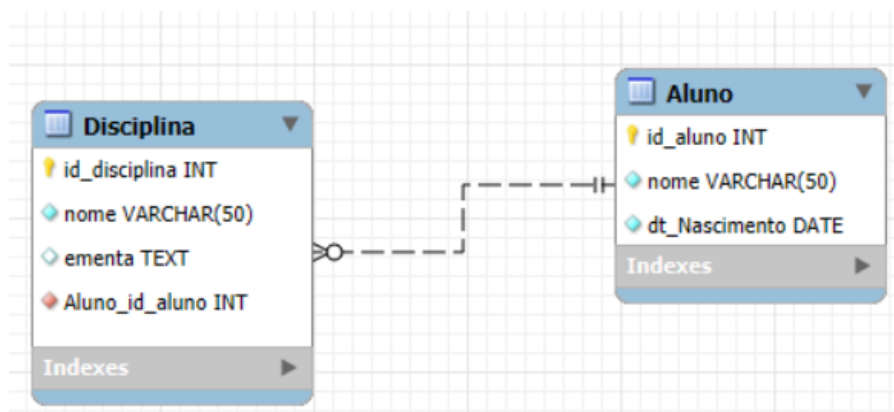 Disciplina
id_disciplina INT
nome VARCHAR(50)
ementa TEXT
Aluno_id_aluno INT
Indexes
Aluno
id_aluno INT
nome VARCHAR(50)
dt_Nascimento DATE
Indexes